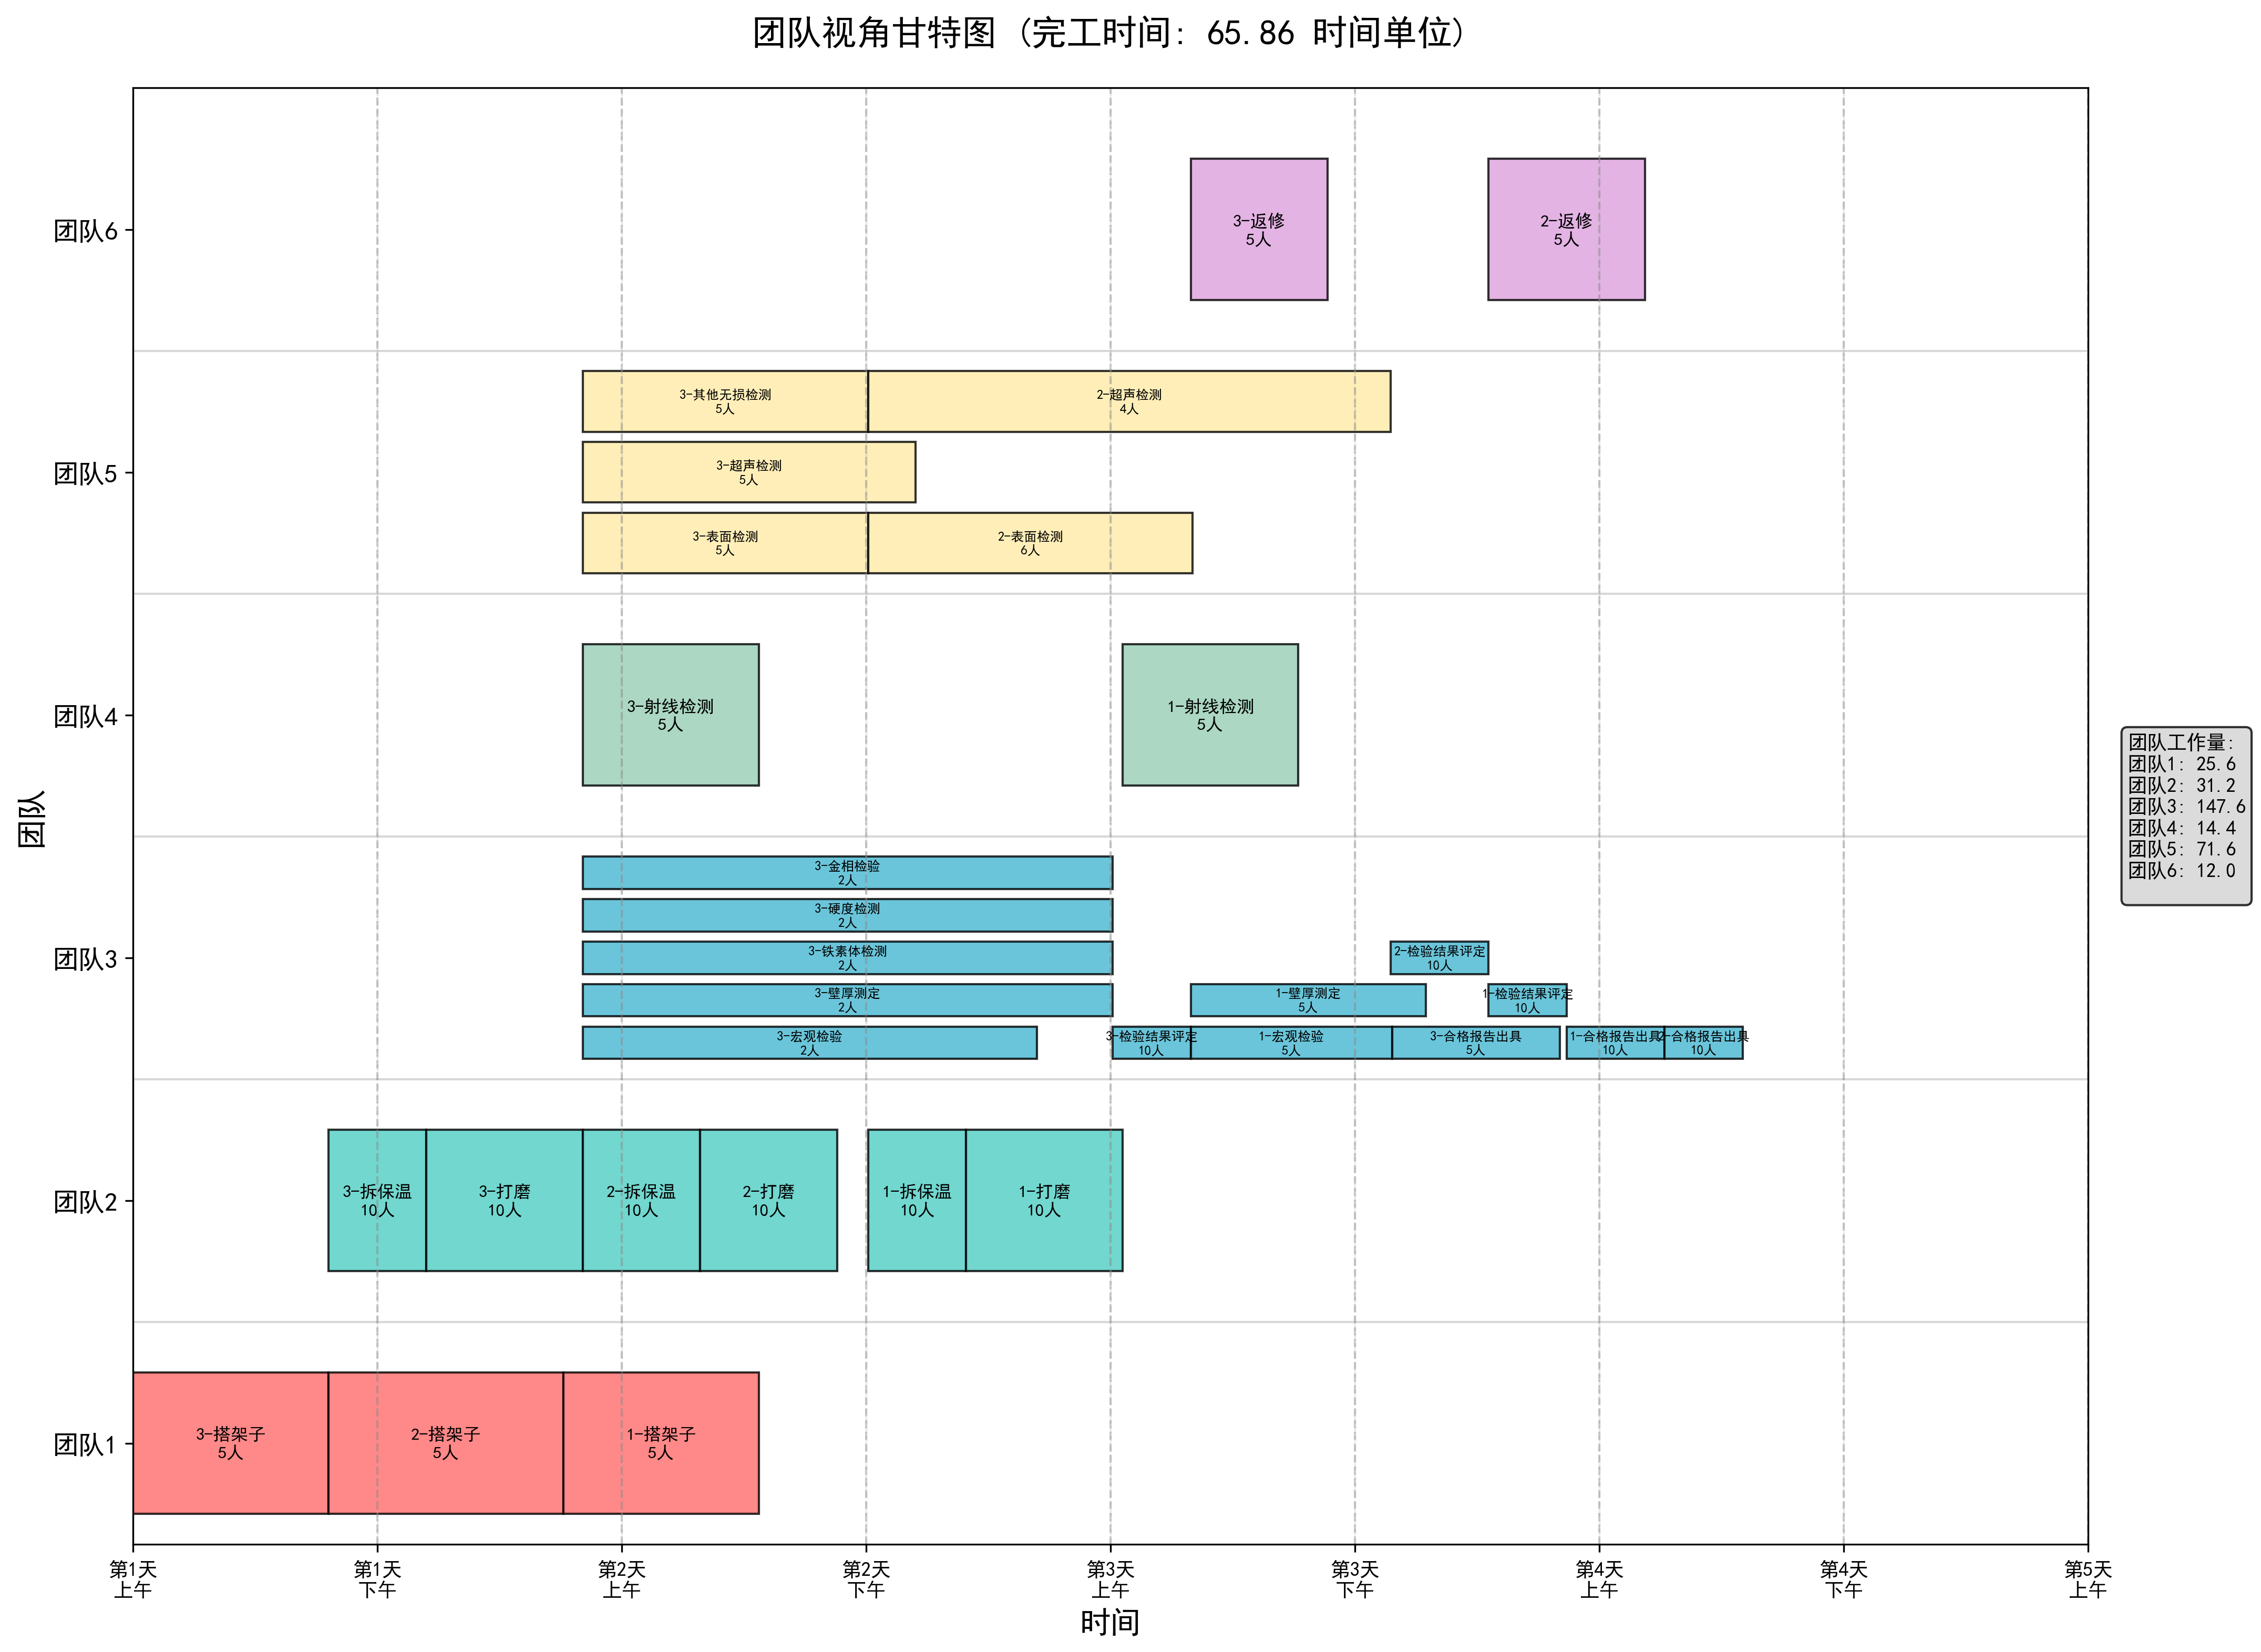 团队视角甘特图 (完工时间: 65.86 时间单位)
团队6
3-返修
5人
2-返修
5人
团队5
3-其他无损检测
5人
2-超声检测
4人
3-超声检测
5人
3-表面检测
5人
2-表面检测
6人
团队4
3-射线检测
5人
1-射线检测
5人
团队3
3-金相检验
2人
3-硬度检测
2人
3-铁素体检测
2人
2-检验结果评定
10人
3-壁厚测定
2人
1-壁厚测定
5人
1-检验结果评定
10人
3-宏观检验
2人
3-检验结果评定
10人
1-宏观检验
5人
3-合格报告出具
5人
1-合格报告出具
10人
2-合格报告出具
10人
团队2
3-拆保温
10人
3-打磨
10人
2-拆保温
10人
2-打磨
10人
1-拆保温
10人
1-打磨
10人
团队1
3-搭架子
5人
2-搭架子
5人
1-搭架子
5人
团队
第1天
上午
第1天
下午
第2天
上午
第2天
下午
第3天
上午
第3天
下午
第4天
上午
第4天
下午
第5天
上午
时间
团队工作量:
团队1: 25.6
团队2: 31.2
团队3: 147.6
团队4: 14.4
团队5: 71.6
团队6: 12.0